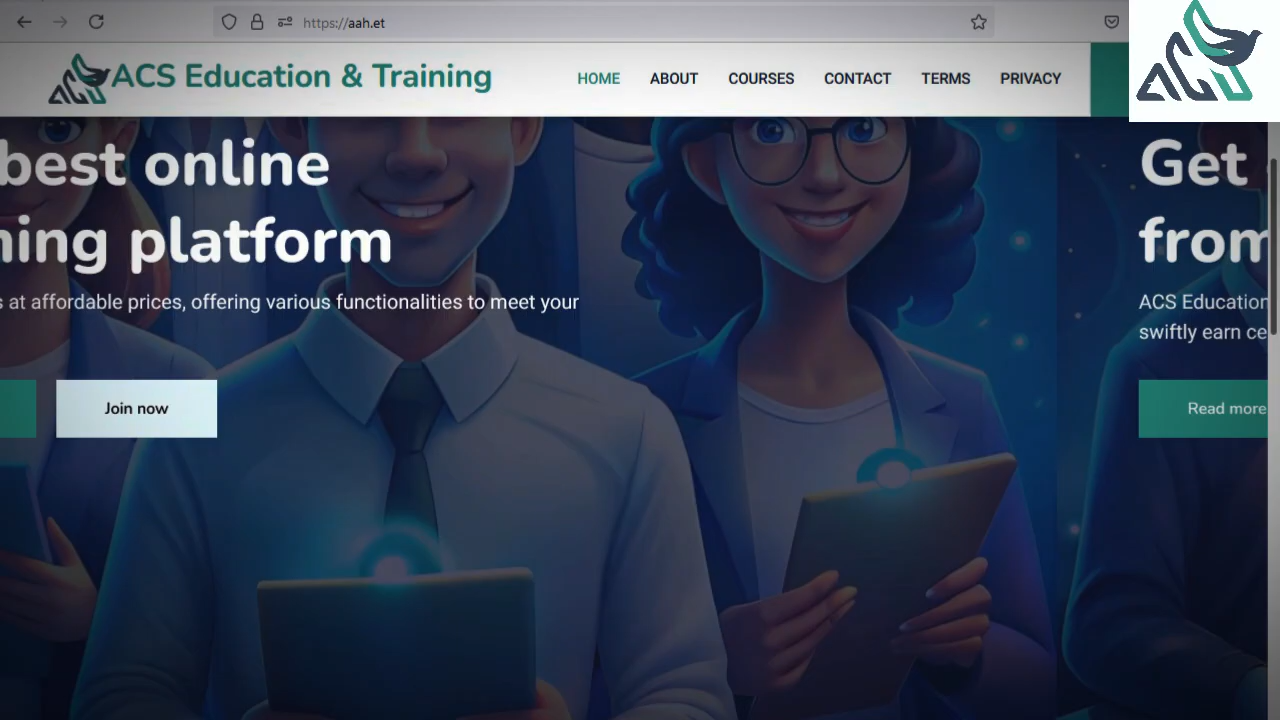 https://aah.et
ACS Education & Training
HOME ABOUT COURSES CONTACT TERMS PRIVACY
best online
ning platform
s at affordable prices, offering various functionalities to meet your
Join now
Get
from
ACS Education
swiftly earn ce
Read more